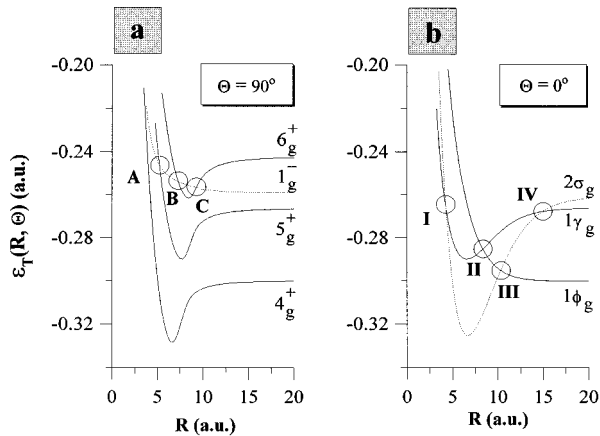 a
b
Θ = 90°
Θ = 0°
ε_T(R, Θ) (a.u.)
-0.20
-0.24
-0.28
-0.32
A
B
C
6g+
1g-
5g+
4g+
0
5
10
15
20
R (a.u.)
-0.20
-0.24
-0.28
-0.32
I
II
III
IV
2σg
1γg
1ϕg
0
5
10
15
20
R (a.u.)